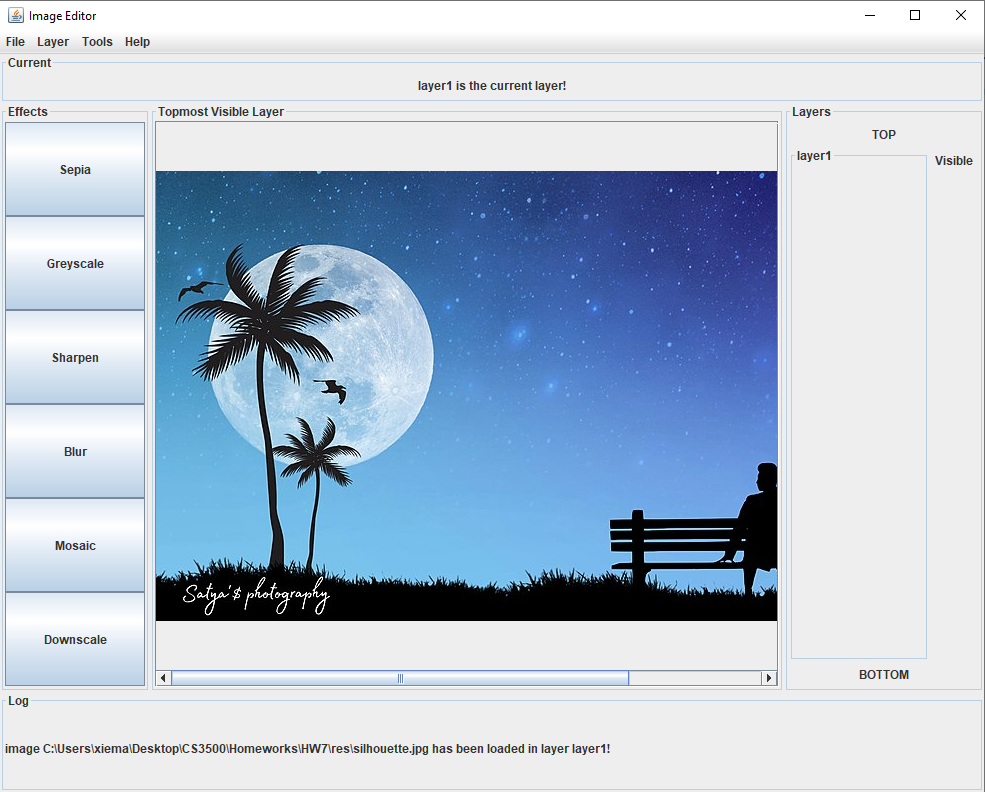 Image Editor
File Layer Tools Help
Current
layer1 is the current layer!
Effects
Sepia
Greyscale
Sharpen
Blur
Mosaic
Downscale
Topmost Visible Layer
Satya's photography
Layers
TOP
layer1
Visible
BOTTOM
Log
image C:\Users\xiema\Desktop\CS3500\Homeworks\HW7\res\silhouette.jpg has been loaded in layer layer1!